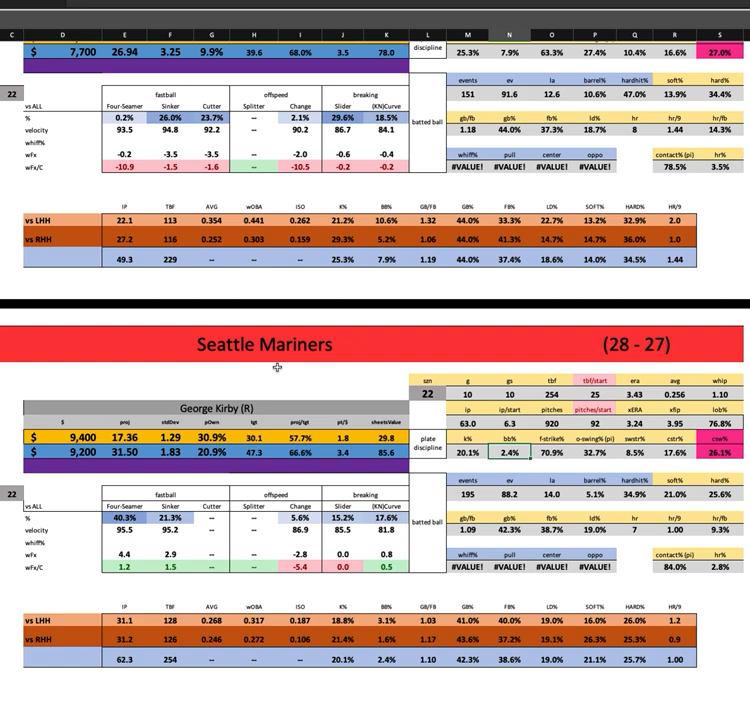 C D E F G H I J K L M N O P Q R S
$ 7,700 26.94 3.25 9.9% 39.6 68.0% 3.5 78.0 discipline 25.3% 7.9% 63.3% 27.4% 10.4% 16.6% 27.0%
events ev la barrel% hardhit% soft% hard%
22 fastball offspeed breaking 151 91.6 12.6 10.6% 47.0% 13.9% 34.4%
vs ALL Four-Seamer Sinker Cutter Splitter Change Slider (KN)Curve
% 0.2% 26.0% 23.7% -- 2.1% 29.6% 18.5% batted ball gb/fb gb% fb% ld% hr hr/9 hr/fb
velocity 93.5 94.8 92.2 -- 90.2 86.7 84.1 1.18 44.0% 37.3% 18.7% 8 1.44 14.3%
whiff%
wFx -0.2 -3.5 -3.5 -- -2.0 -0.6 -0.4 whiff% pull center oppo contact% (pi) hr%
wFx/C -10.9 -1.5 -1.6 -- -10.5 -0.2 -0.2 #VALUE! #VALUE! #VALUE! #VALUE! 78.5% 3.5%
IP TBF AVG wOBA ISO K% BB% GB/FB GB% FB% LD% SOFT% HARD% HR/9
vs LHH 22.1 113 0.354 0.441 0.262 21.2% 10.6% 1.32 44.0% 33.3% 22.7% 13.2% 32.9% 2.0
vs RHH 27.2 116 0.252 0.303 0.159 29.3% 5.2% 1.06 44.0% 41.3% 14.7% 14.7% 36.0% 1.0
49.3 229 -- -- -- 25.3% 7.9% 1.19 44.0% 37.4% 18.6% 14.0% 34.5% 1.44
Seattle Mariners (28 - 27)
szn g gs tbf tbf/start era avg whip
22 10 10 254 25 3.43 0.256 1.10
George Kirby (R) ip ip/start pitches pitches/start xERA xfip lob%
$ proj stdDev pOwn tgt proj/tgt pt/$ sheetsValue 63.0 6.3 920 92 3.24 3.95 76.8%
$ 9,400 17.36 1.29 30.9% 30.1 57.7% 1.8 29.8 plate discipline k% bb% f-strike% o-swing% (pi) swstr% cstr% csw%
$ 9,200 31.50 1.83 20.9% 47.3 66.6% 3.4 85.6 20.1% 2.4% 70.9% 32.7% 8.5% 17.6% 26.1%
events ev la barrel% hardhit% soft% hard%
22 fastball offspeed breaking 195 88.2 14.0 5.1% 34.9% 21.0% 25.6%
vs ALL Four-Seamer Sinker Cutter Splitter Change Slider (KN)Curve
% 40.3% 21.3% -- -- 5.6% 15.2% 17.6% batted ball gb/fb gb% fb% ld% hr hr/9 hr/fb
velocity 95.5 95.2 -- -- 86.9 85.5 81.8 1.09 42.3% 38.7% 19.0% 7 1.00 9.3%
whiff%
wFx 4.4 2.9 -- -- -2.8 0.0 0.8 whiff% pull center oppo contact% (pi) hr%
wFx/C 1.2 1.5 -- -- -5.4 0.0 0.5 #VALUE! #VALUE! #VALUE! #VALUE! 84.0% 2.8%
IP TBF AVG wOBA ISO K% BB% GB/FB GB% FB% LD% SOFT% HARD% HR/9
vs LHH 31.1 128 0.268 0.317 0.187 18.8% 3.1% 1.03 41.0% 40.0% 19.0% 16.0% 26.0% 1.2
vs RHH 31.2 126 0.246 0.272 0.106 21.4% 1.6% 1.17 43.6% 37.2% 19.1% 26.3% 25.3% 0.9
62.3 254 -- -- -- 20.1% 2.4% 1.10 42.3% 38.6% 19.0% 21.1% 25.7% 1.00